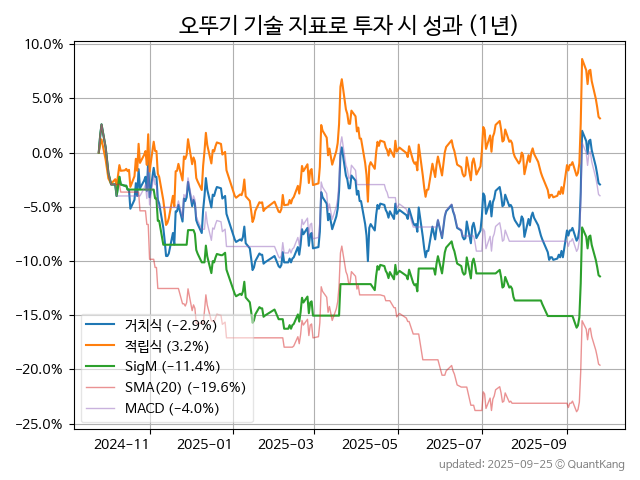 오뚜기 기술 지표로 투자 시 성과 (1년)
10.0%
5.0%
0.0%
−5.0%
−10.0%
−15.0%
−20.0%
−25.0%
거치식 (−2.9%)
적립식 (3.2%)
SigM (−11.4%)
SMA(20) (−19.6%)
MACD (−4.0%)
2024-11
2025-01
2025-03
2025-05
2025-07
2025-09
updated: 2025-09-25 © QuantKang